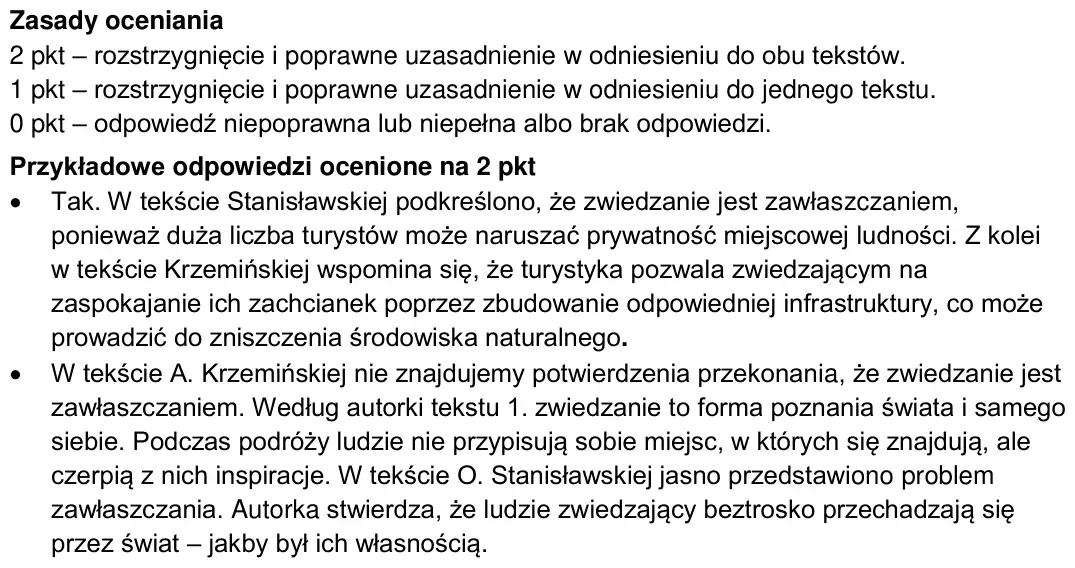 Zasady oceniania
2 pkt – rozstrzygnięcie i poprawne uzasadnienie w odniesieniu do obu tekstów.
1 pkt – rozstrzygnięcie i poprawne uzasadnienie w odniesieniu do jednego tekstu.
0 pkt – odpowiedź niepoprawna lub niepełna albo brak odpowiedzi.
Przykładowe odpowiedzi ocenione na 2 pkt
• Tak. W tekście Stanisławskiej podkreślono, że zwiedzanie jest zawłaszczaniem,
ponieważ duża liczba turystów może naruszać prywatność miejscowej ludności. Z kolei
w tekście Krzemińskiej wspomina się, że turystyka pozwala zwiedzającym na
zaspokajanie ich zachcianek poprzez zbudowanie odpowiedniej infrastruktury, co może
prowadzić do zniszczenia środowiska naturalnego.
• W tekście A. Krzemińskiej nie znajdujemy potwierdzenia przekonania, że zwiedzanie jest
zawłaszczaniem. Według autorki tekstu 1. zwiedzanie to forma poznania świata i samego
siebie. Podczas podróży ludzie nie przypisują sobie miejsc, w których się znajdują, ale
czerpią z nich inspiracje. W tekście O. Stanisławskiej jasno przedstawiono problem
zawłaszczania. Autorka stwierdza, że ludzie zwiedzający beztrosko przechadzają się
przez świat – jakby był ich własnością.